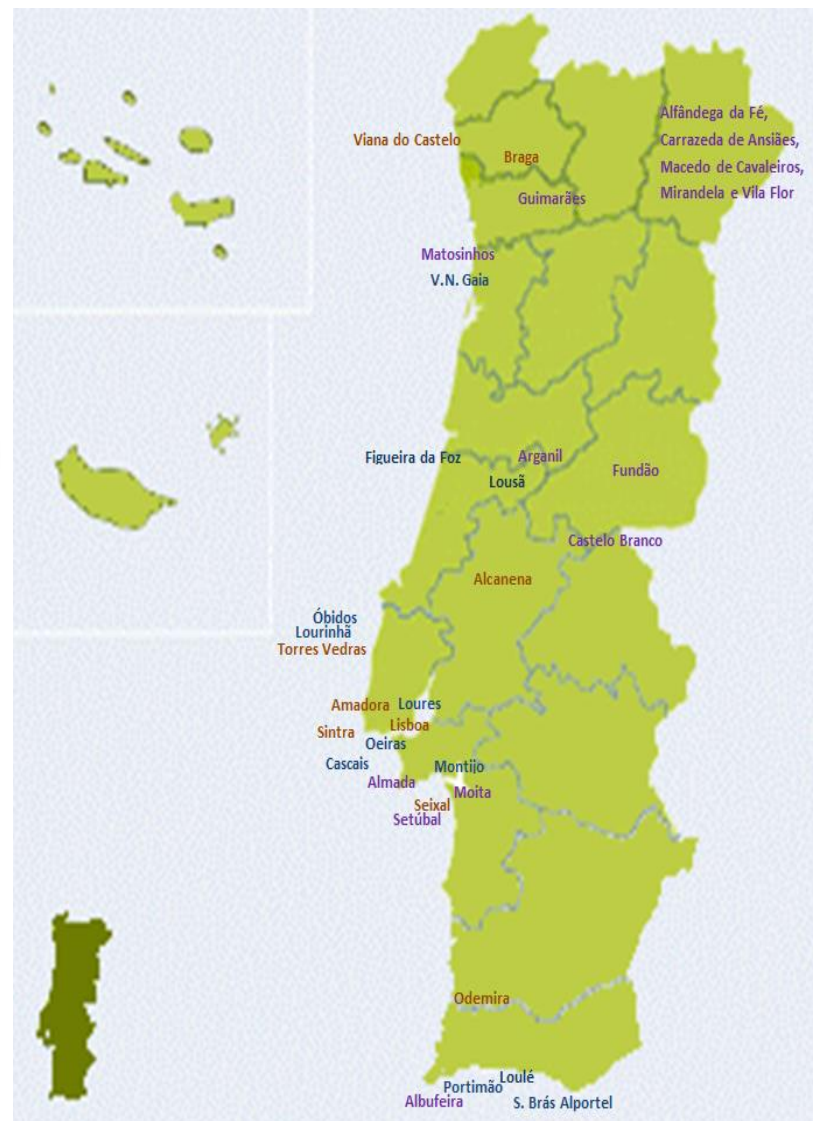 Alfândega da Fé,
Carrazeda de Ansiães,
Macedo de Cavaleiros,
Mirandela e Vila Flor
Viana do Castelo
Braga
Guimarães
Matosinhos
V.N. Gaia
Figueira da Foz
Arganil
Lousã
Fundão
Castelo Branco
Alcanena
Óbidos
Lourinhã
Torres Vedras
Amadora
Loures
Sintra
Lisboa
Oeiras
Cascais
Montijo
Almada
Moita
Seixal
Setúbal
Odemira
Loulé
Portimão
Albufeira
S. Brás Alportel